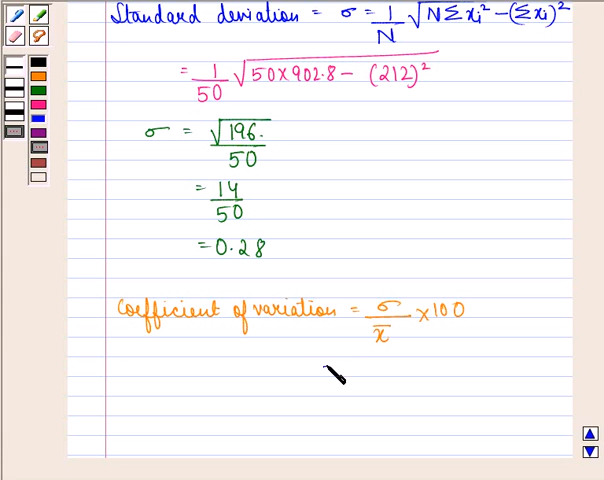 Standard deviation = σ = 1/N √(NΣxi² - (Σxi)²)
= 1/50 √(50×902.8 - (212)²)
σ = √196./50
= 14/50
= 0.28
Coefficient of variation = σ/x̄ ×100